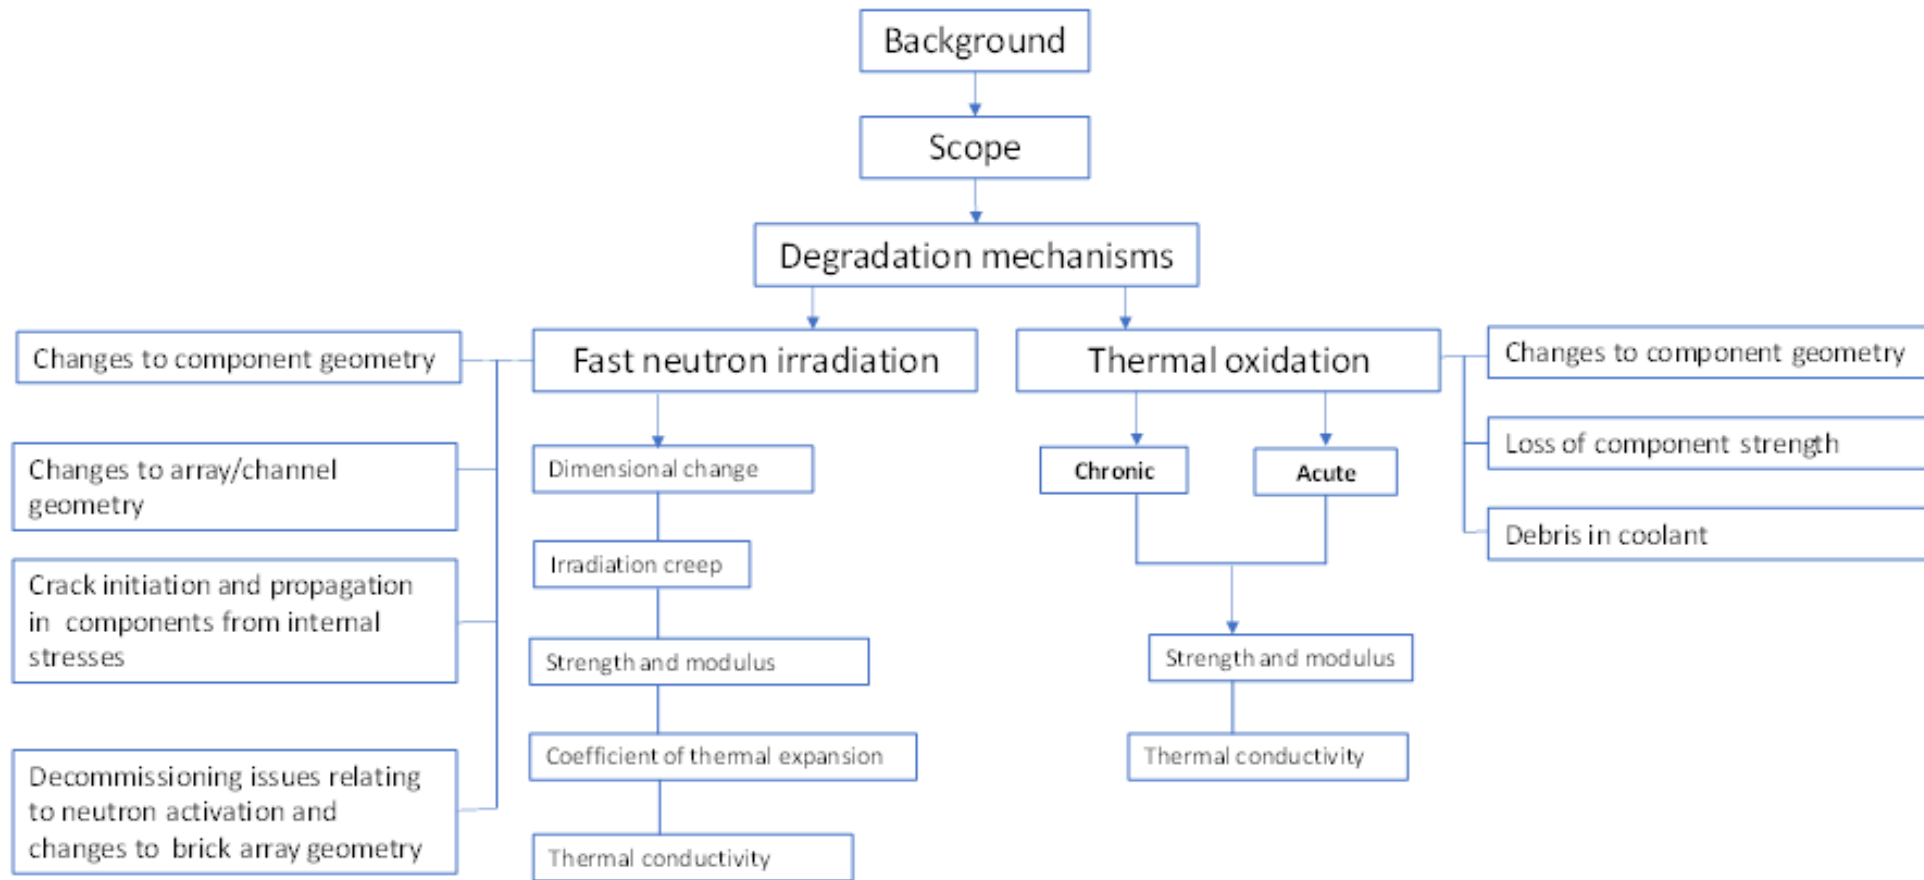 Background
Scope
Degradation mechanisms
Changes to component geometry
Fast neutron irradiation
Thermal oxidation
Changes to component geometry
Changes to array/channel
geometry
Dimensional change
Chronic
Acute
Loss of component strength
Debris in coolant
Crack initiation and propagation
in components from internal
stresses
Irradiation creep
Strength and modulus
Strength and modulus
Coefficient of thermal expansion
Thermal conductivity
Decommissioning issues relating
to neutron activation and
changes to brick array geometry
Thermal conductivity